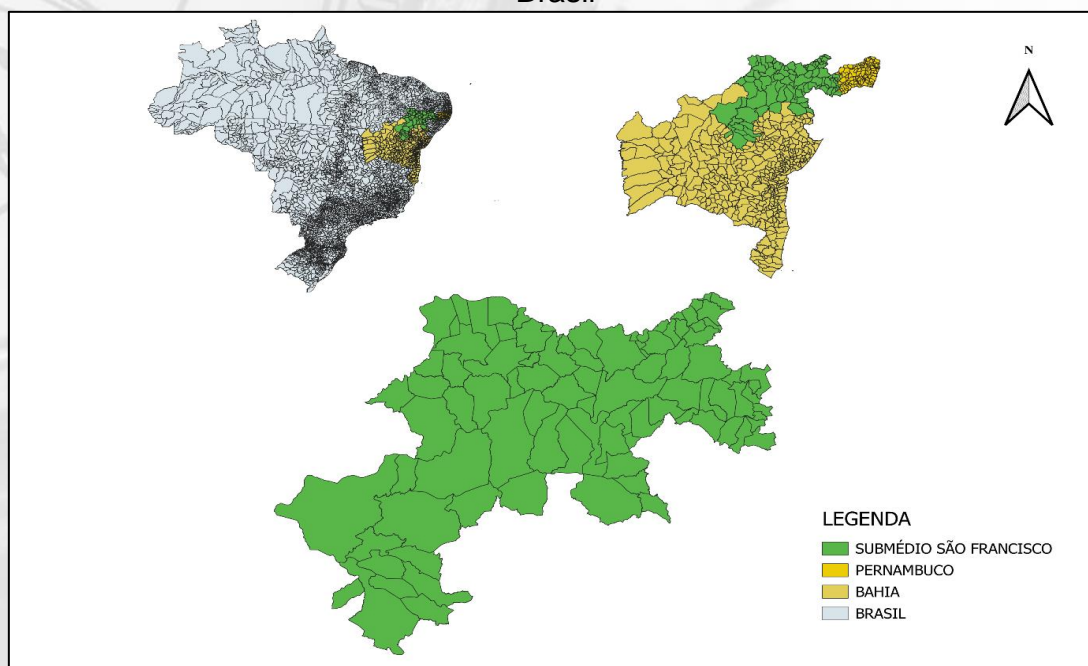 Brasil
N
LEGENDA
SUBMÉDIO SÃO FRANCISCO
PERNAMBUCO
BAHIA
BRASIL